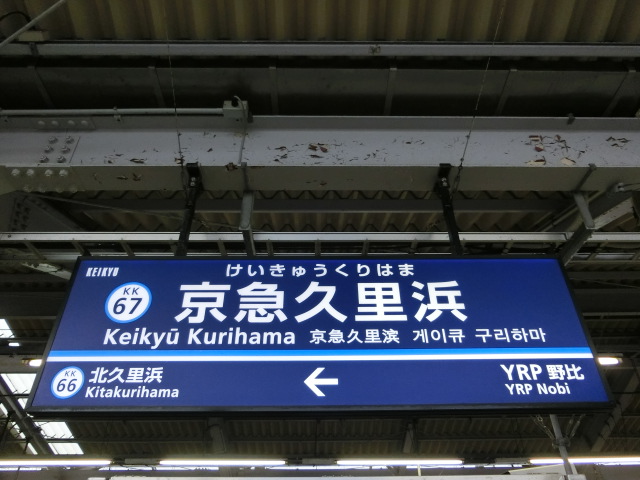 KEIKYU
けいきゅうくりはま
KK 67 京急久里浜
Keikyū Kurihama 京急久里滨 게이큐 구리하마
KK 66 北久里浜 ← YRP 野比
Kitakurihama YRP Nobi